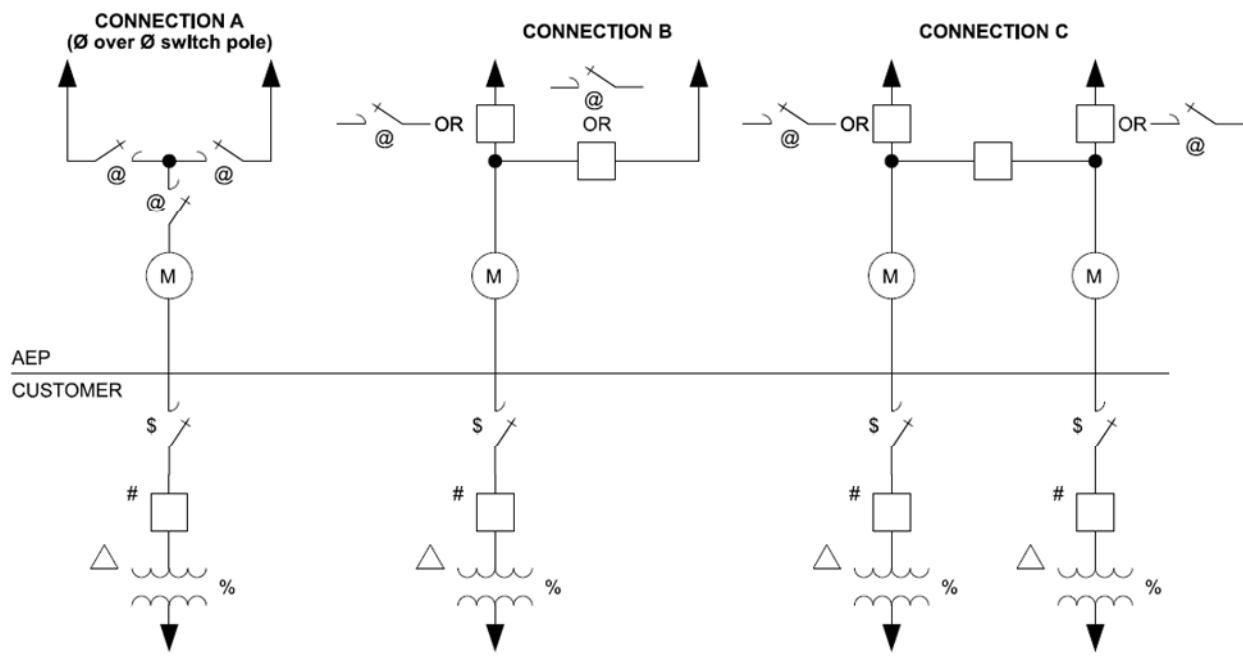 CONNECTION A
(Ø over Ø switch pole)
CONNECTION B
CONNECTION C
@
@
@
@ OR
@
OR
@ OR
OR @
M
M
M
M
AEP
CUSTOMER
$
$
$
$
#
#
#
#
%
%
%
%